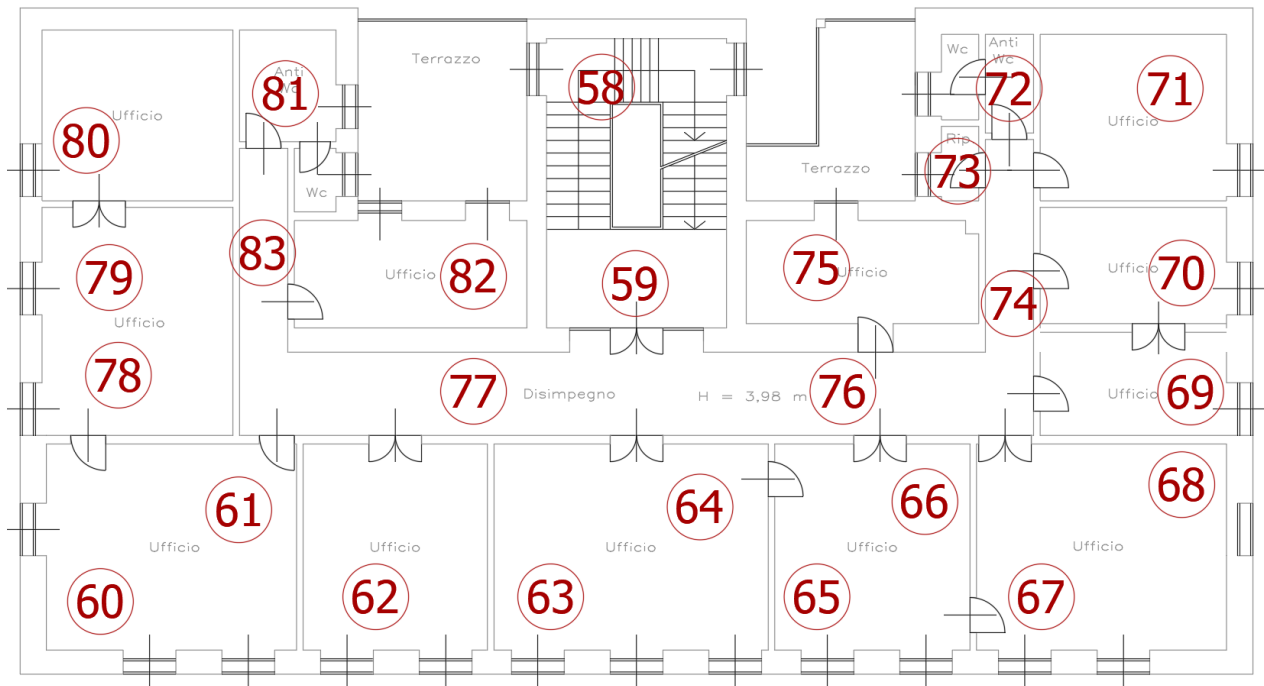 Terrazzo
58
Wc
Anti
Wc
72
71
Anti
Wc
81
Ufficio
80
Ufficio
Rip
73
Terrazzo
Wc
83
79
Ufficio
82
59
75
Ufficio
74
Ufficio
70
Ufficio
78
77
Disimpegno
H = 3,98 m
76
Ufficio
69
61
64
66
68
Ufficio
Ufficio
Ufficio
Ufficio
Ufficio
60
62
63
65
67